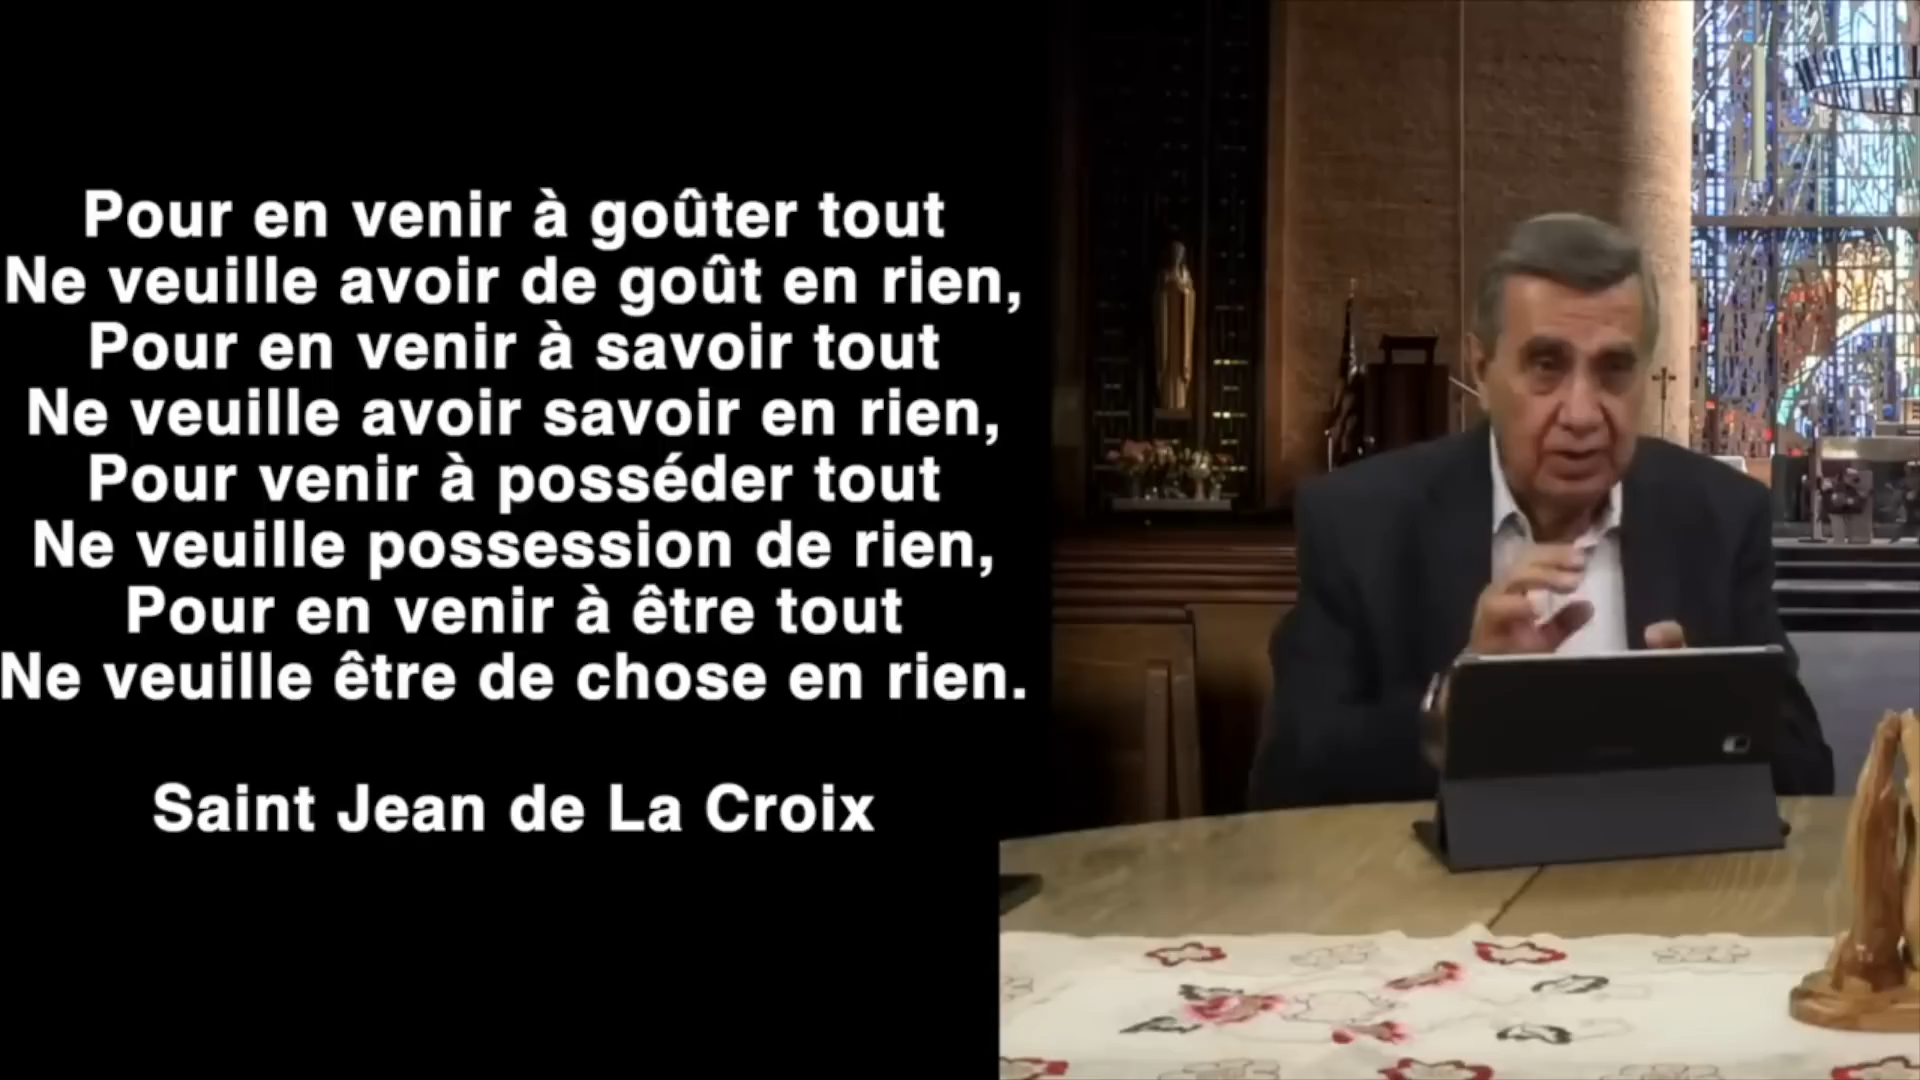 Pour en venir à goûter tout
Ne veuille avoir de goût en rien,
Pour en venir à savoir tout
Ne veuille avoir savoir en rien,
Pour venir à posséder tout
Ne veuille possession de rien,
Pour en venir à être tout
Ne veuille être de chose en rien.
Saint Jean de La Croix